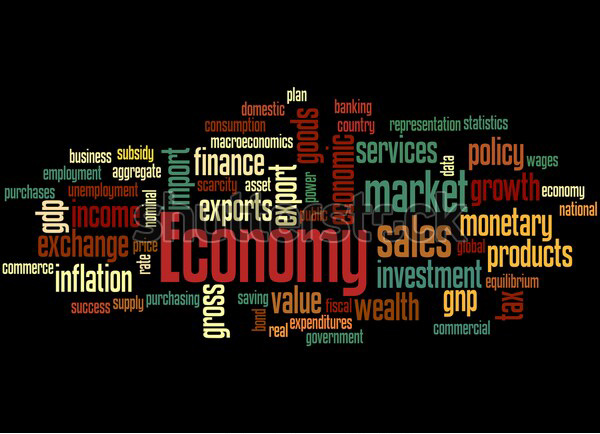 plan
domestic
banking
consumption
goods
country
representation
statistics
macroeconomics
business
subsidy
import
finance
economic
services
data
policy
wages
employment
aggregate
scarcity
asset
export
power
purchases
unemployment
nominal
exports
public
market
growth
economy
gdp
income
national
shutterstock
Economy
sales
monetary
exchange
price
global
products
commerce
inflation
rate
investment
equilibrium
success
supply
purchasing
gross
saving
value
fiscal
wealth
gnp
tax
bond
real
expenditures
commercial
government